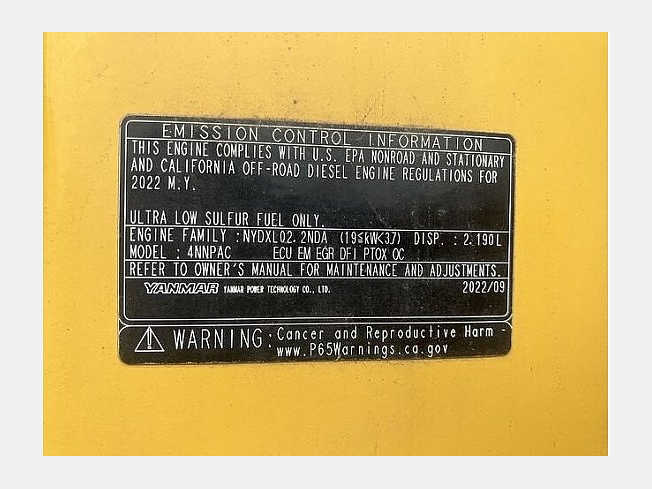 EMISSION CONTROL INFORMATION
THIS ENGINE COMPLIES WITH U.S. EPA NONROAD AND STATIONARY
AND CALIFORNIA OFF-ROAD DIESEL ENGINE REGULATIONS FOR
2022 M.Y.
ULTRA LOW SULFUR FUEL ONLY.
ENGINE FAMILY :NYDXL02.2NDA (19≦kW<37) DISP. : 2.190L
MODEL : 4NNPAC ECU EM EGR DFI PTOX OC
REFER TO OWNER'S MANUAL FOR MAINTENANCE AND ADJUSTMENTS.
YANMAR YANMAR POWER TECHNOLOGY CO., LTD. 2022/09
WARNING: Cancer and Reproductive Harm -
www.P65Warnings.ca.gov